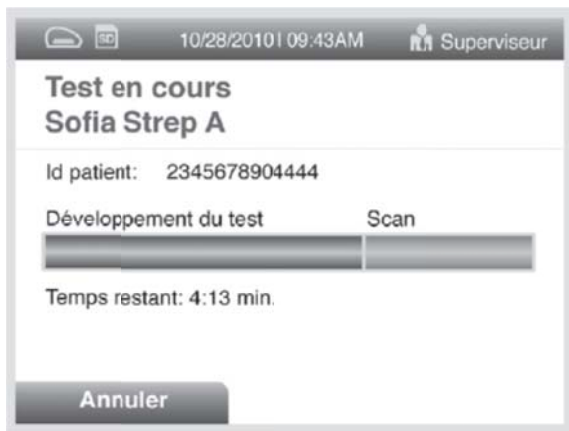 SD 10/28/2010 | 09:43AM Superviseur
Test en cours
Sofia Strep A
Id patient: 2345678904444
Développement du test Scan
Temps restant: 4:13 min.
Annuler